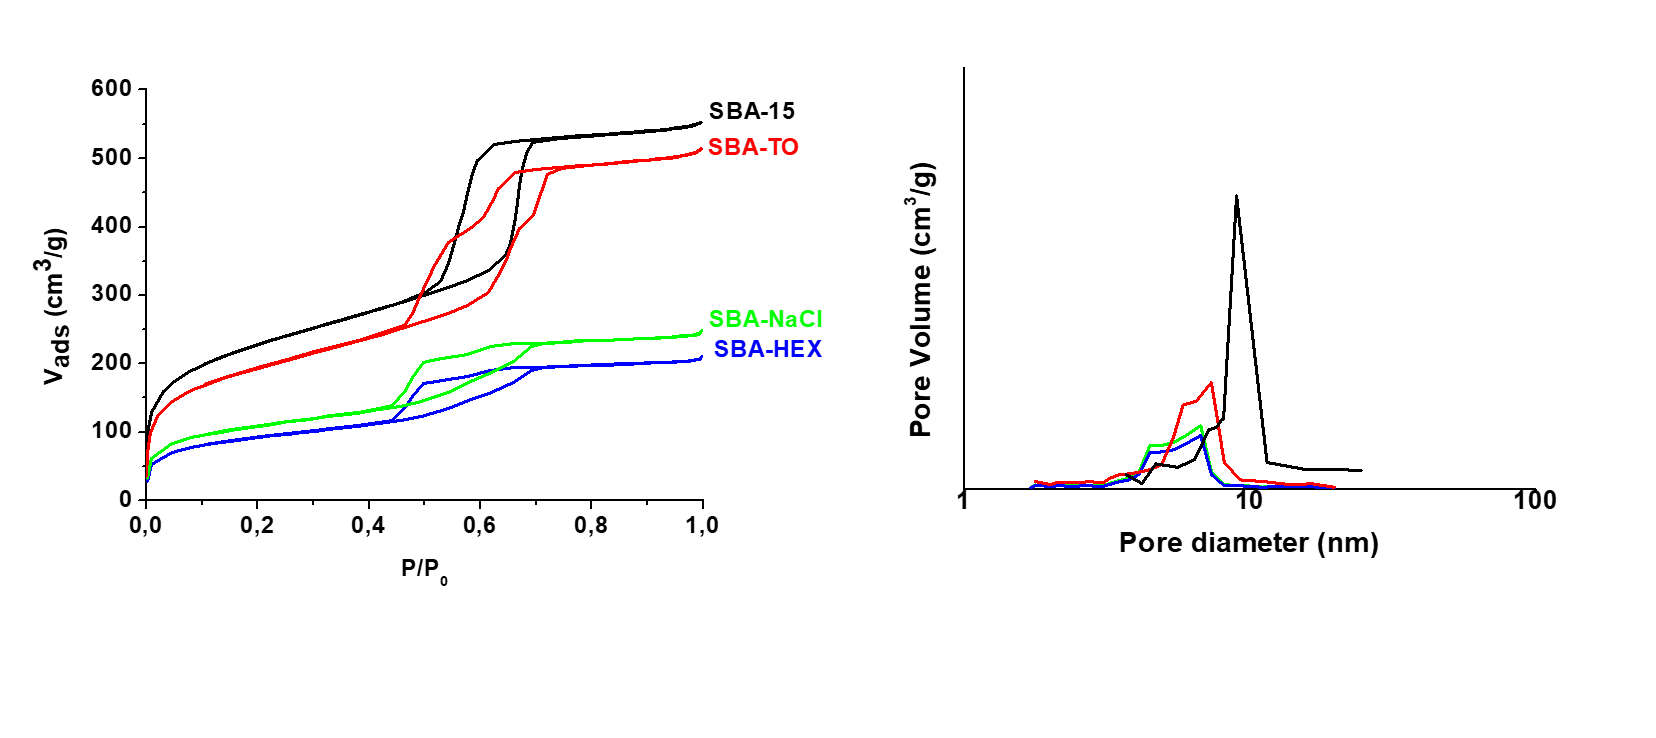 600
500
400
300
200
100
0
0,0
0,2
0,4
0,6
0,8
1,0
Vads (cm3/g)
P/P0
SBA-15
SBA-TO
SBA-NaCl
SBA-HEX
Pore Volume (cm3/g)
1
10
100
Pore diameter (nm)